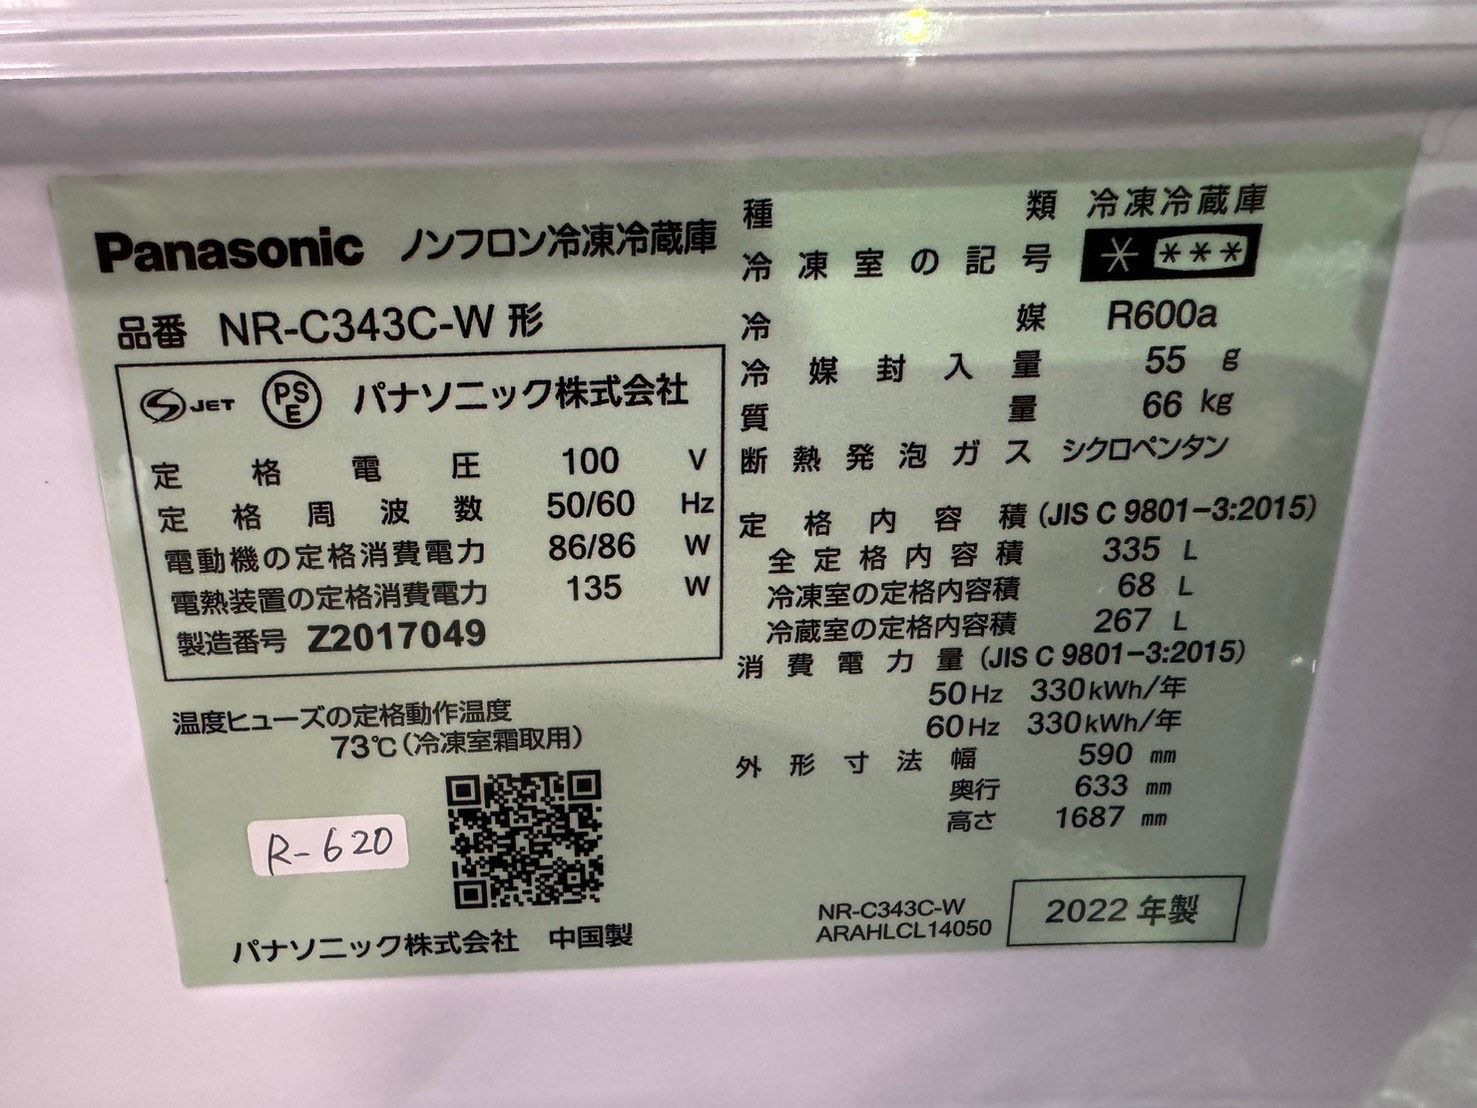 Panasonic ノンフロン冷凍冷蔵庫
品番 NR-C343C-W 形
S JET PSE パナソニック株式会社
定格電圧 100 V
定格周波数 50/60 Hz
電動機の定格消費電力 86/86 W
電熱装置の定格消費電力 135 W
製造番号 Z2017049
温度ヒューズの定格動作温度
73℃(冷凍室霜取用)
R-620
パナソニック株式会社 中国製
種類 冷凍冷蔵庫
冷凍室の記号 * ***
冷媒 R600a
冷媒封入量 55 g
質量 66 kg
断熱発泡ガス シクロペンタン
定格内容積 (JIS C 9801-3:2015)
全定格内容積 335 L
冷凍室の定格内容積 68 L
冷蔵室の定格内容積 267 L
消費電力量 (JIS C 9801-3:2015)
50Hz 330kWh/年
60Hz 330kWh/年
外形寸法 幅 590 mm
奥行 633 mm
高さ 1687 mm
NR-C343C-W
ARAHLCL14050
2022 年製